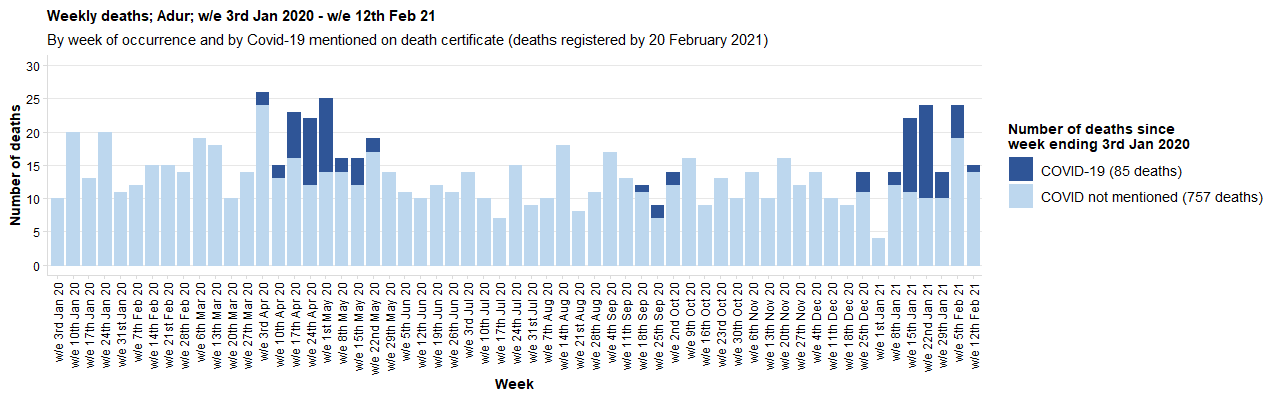 Weekly deaths; Adur; w/e 3rd Jan 2020 - w/e 12th Feb 21
By week of occurrence and by Covid-19 mentioned on death certificate (deaths registered by 20 February 2021)
Number of deaths
30
25
20
15
10
5
0
w/e 3rd Jan 20
w/e 10th Jan 20
w/e 17th Jan 20
w/e 24th Jan 20
w/e 31st Jan 20
w/e 7th Feb 20
w/e 14th Feb 20
w/e 21st Feb 20
w/e 28th Feb 20
w/e 6th Mar 20
w/e 13th Mar 20
w/e 20th Mar 20
w/e 27th Mar 20
w/e 3rd Apr 20
w/e 10th Apr 20
w/e 17th Apr 20
w/e 24th Apr 20
w/e 1st May 20
w/e 8th May 20
w/e 15th May 20
w/e 22nd May 20
w/e 29th May 20
w/e 5th Jun 20
w/e 12th Jun 20
w/e 19th Jun 20
w/e 26th Jun 20
w/e 3rd Jul 20
w/e 10th Jul 20
w/e 17th Jul 20
w/e 24th Jul 20
w/e 31st Jul 20
w/e 7th Aug 20
w/e 14th Aug 20
w/e 21st Aug 20
w/e 28th Aug 20
w/e 4th Sep 20
w/e 11th Sep 20
w/e 18th Sep 20
w/e 25th Sep 20
w/e 2nd Oct 20
w/e 9th Oct 20
w/e 16th Oct 20
w/e 23rd Oct 20
w/e 30th Oct 20
w/e 6th Nov 20
w/e 13th Nov 20
w/e 20th Nov 20
w/e 27th Nov 20
w/e 4th Dec 20
w/e 11th Dec 20
w/e 18th Dec 20
w/e 25th Dec 20
w/e 1st Jan 21
w/e 8th Jan 21
w/e 15th Jan 21
w/e 22nd Jan 21
w/e 29th Jan 21
w/e 5th Feb 21
w/e 12th Feb 21
Week
Number of deaths since
week ending 3rd Jan 2020
COVID-19 (85 deaths)
COVID not mentioned (757 deaths)